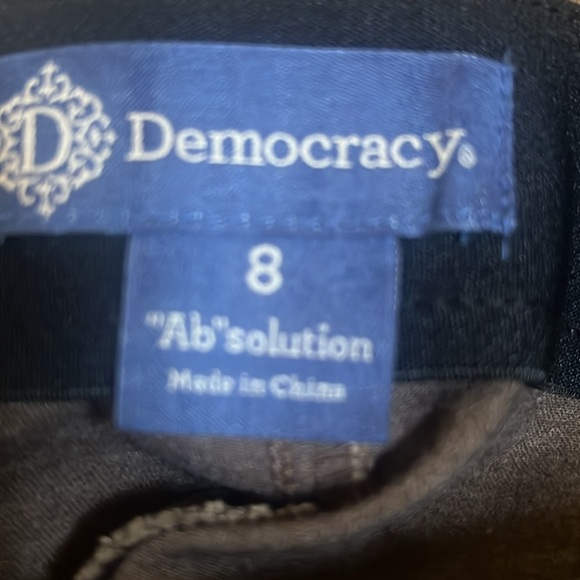 D Democracy®
8
"Ab"solution
Made in China